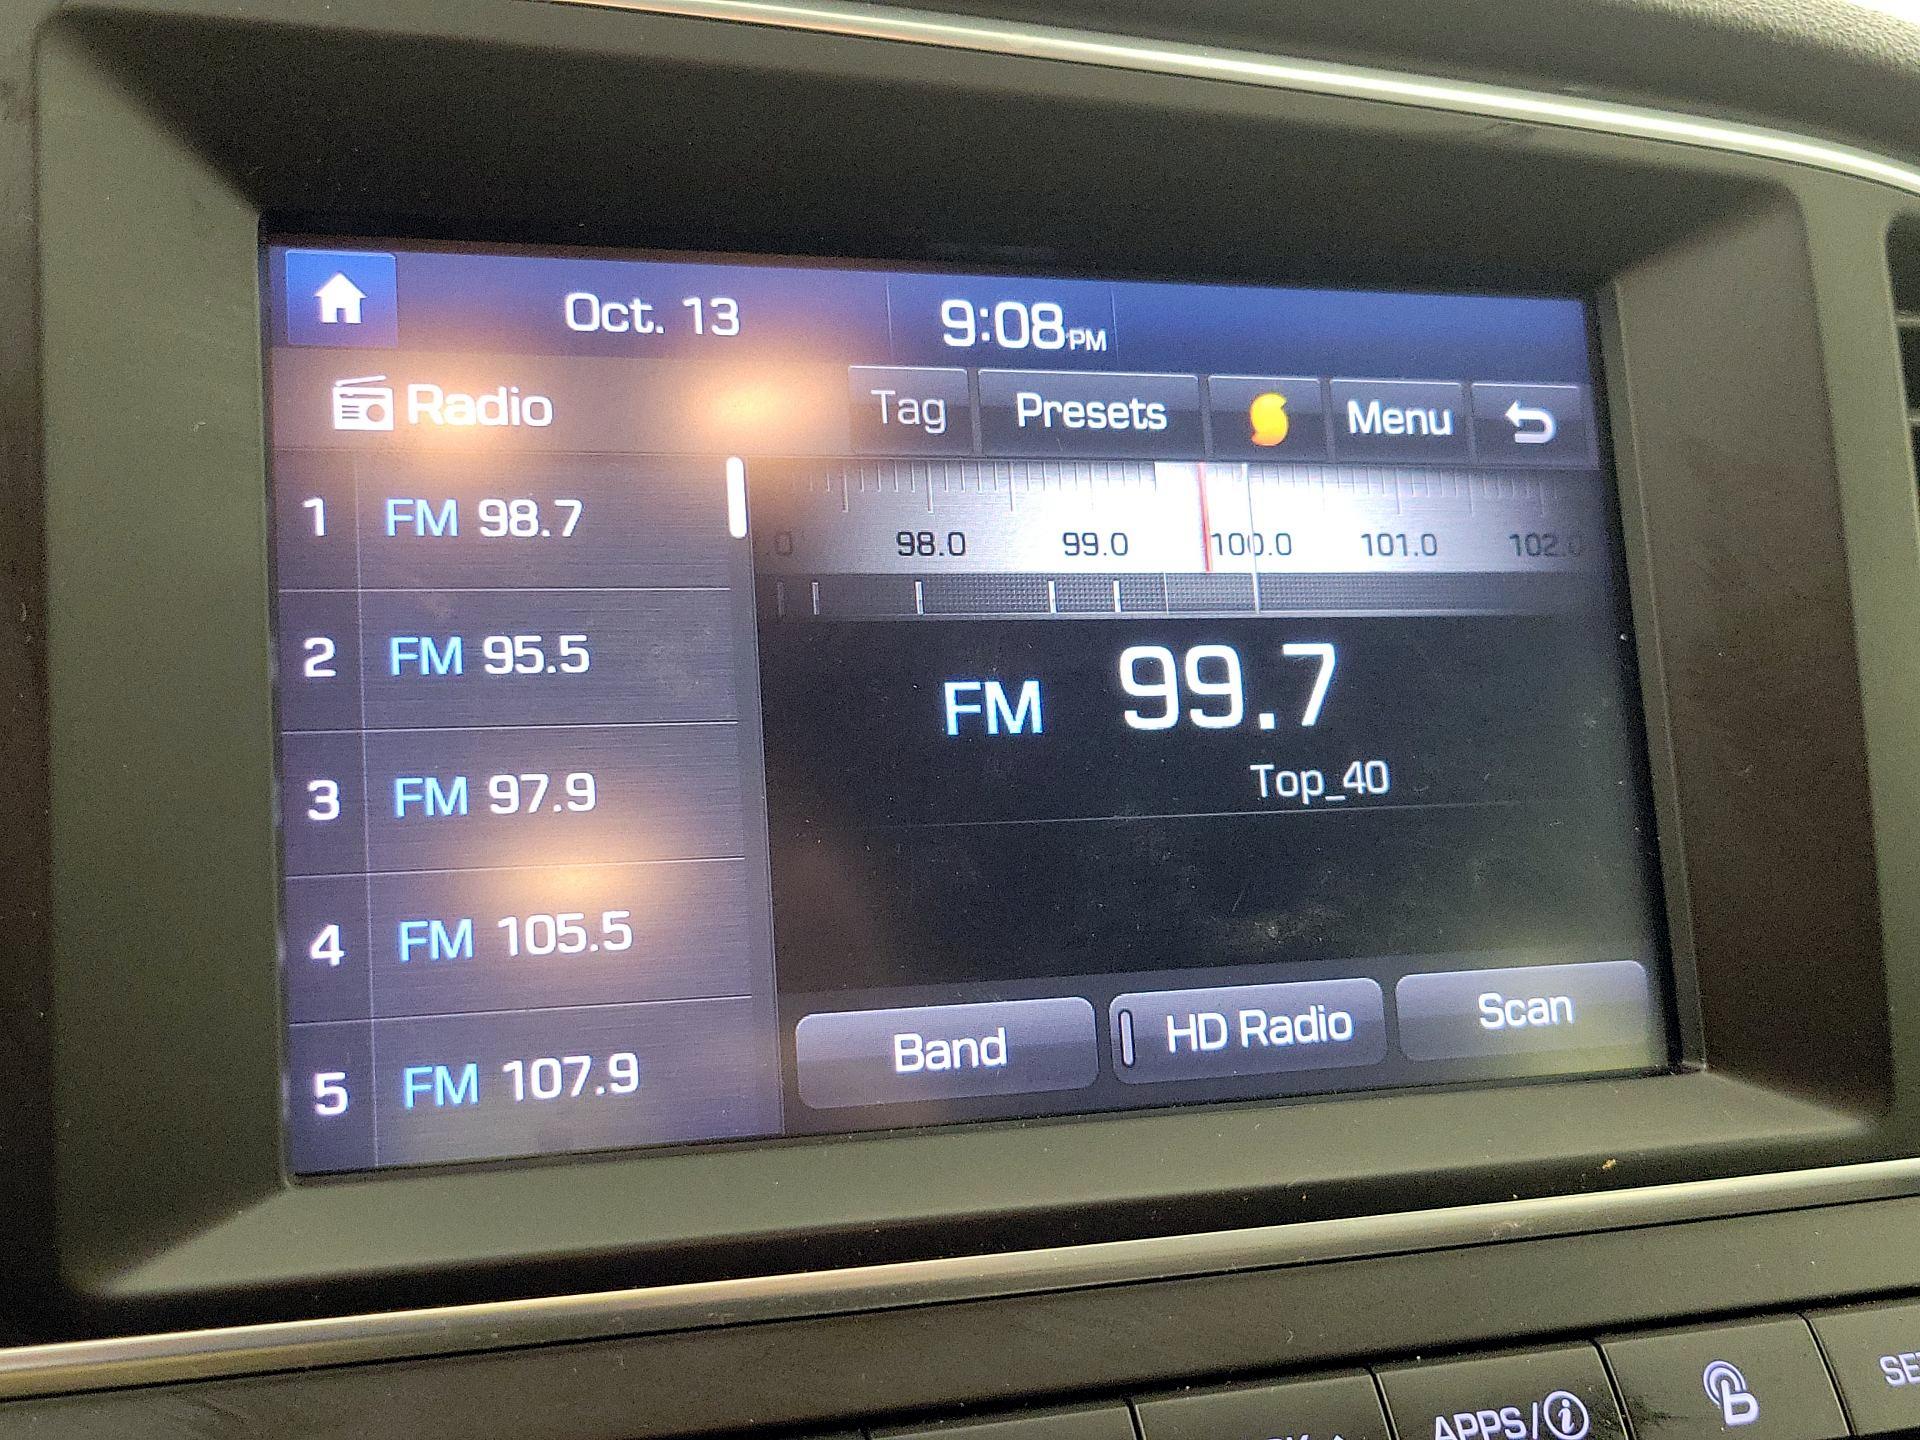 Oct. 13
9:08 PM
Radio
Tag
Presets
Menu
98.0 99.0 100.0 101.0 102.0
1 FM 98.7
2 FM 95.5
3 FM 97.9
4 FM 105.5
5 FM 107.9
FM 99.7
Top_40
Band
HD Radio
Scan
APPS/i